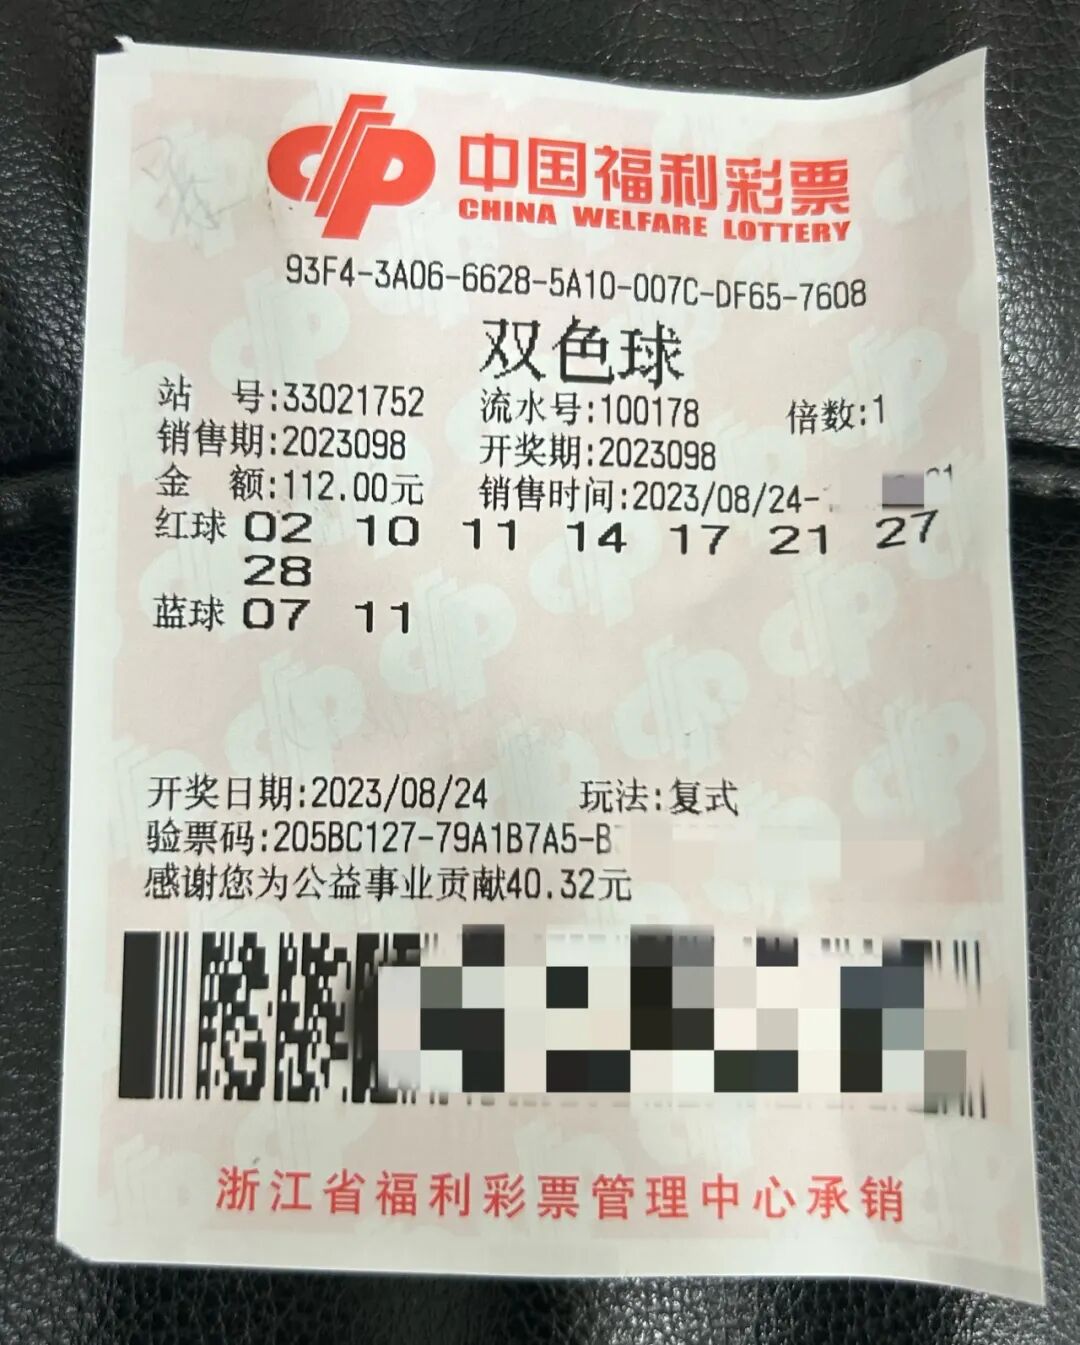 中国福利彩票
CHINA WELFARE LOTTERY
93F4-3A06-6628-5A10-007C-DF65-7608
双色球
站 号:33021752 流水号:100178 倍数:1
销售期:2023098 开奖期:2023098
金 额:112.00元 销售时间:2023/08/24-
红球 02 10 11 14 17 21 27
28
蓝球 07 11
开奖日期:2023/08/24 玩法:复式
验票码:205BC127-79A1B7A5-B
感谢您为公益事业贡献40.32元
浙江省福利彩票管理中心承销